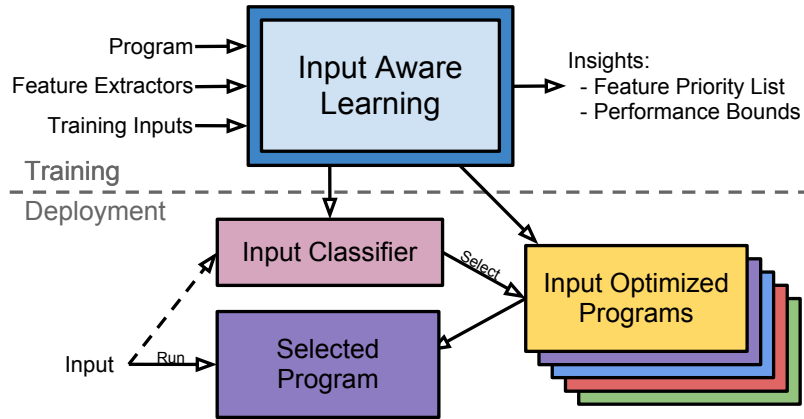 Program
Feature Extractors
Training Inputs
Input Aware
Learning
Insights:
- Feature Priority List
- Performance Bounds
Training
Deployment
Input Classifier
Select
Input Optimized
Programs
Input
Run
Selected
Program